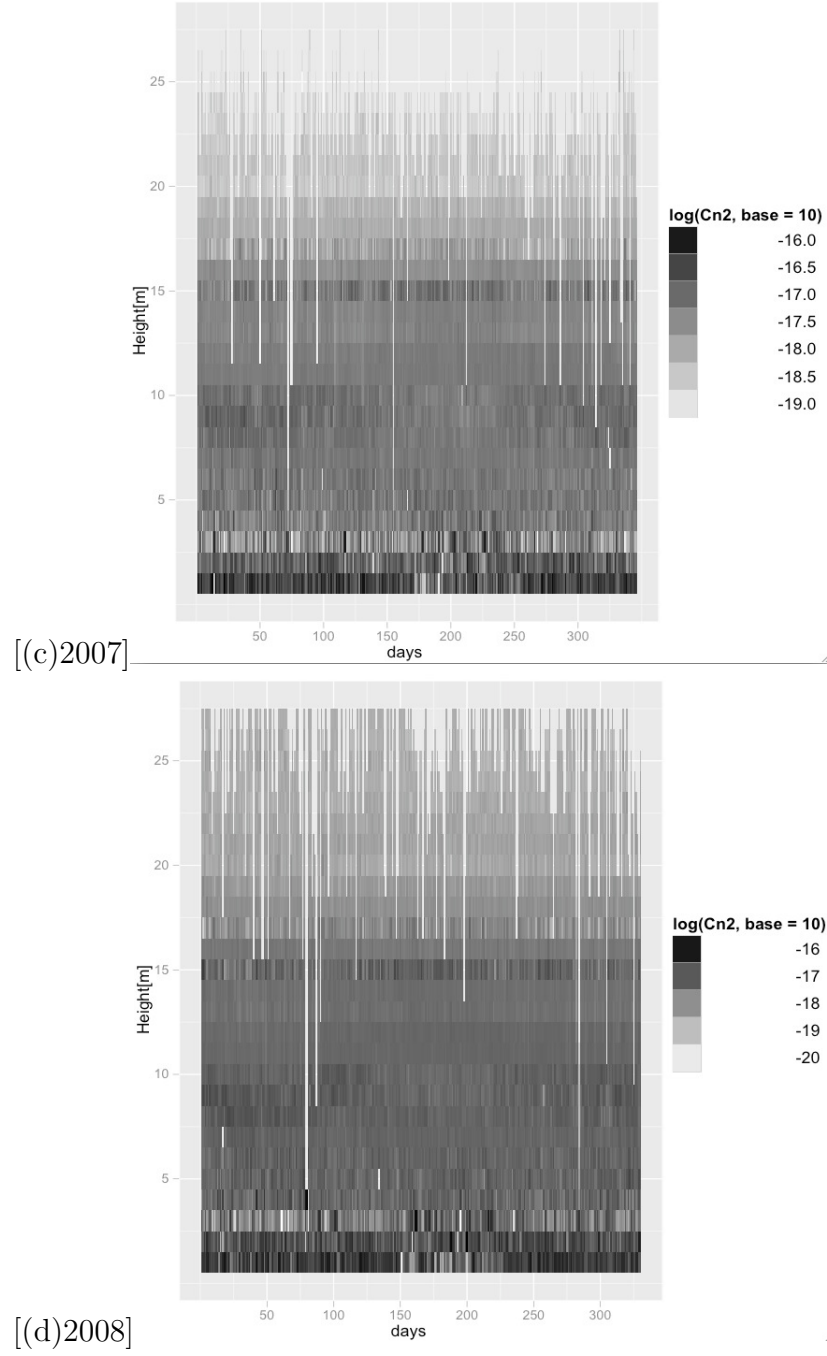 25
20
15
10
5
Height[m]
50 100 150 200 250 300
days
log(Cn2, base = 10)
-16.0
-16.5
-17.0
-17.5
-18.0
-18.5
-19.0
[(c)2007]
25
20
15
10
5
Height[m]
50 100 150 200 250 300
days
log(Cn2, base = 10)
-16
-17
-18
-19
-20
[(d)2008]